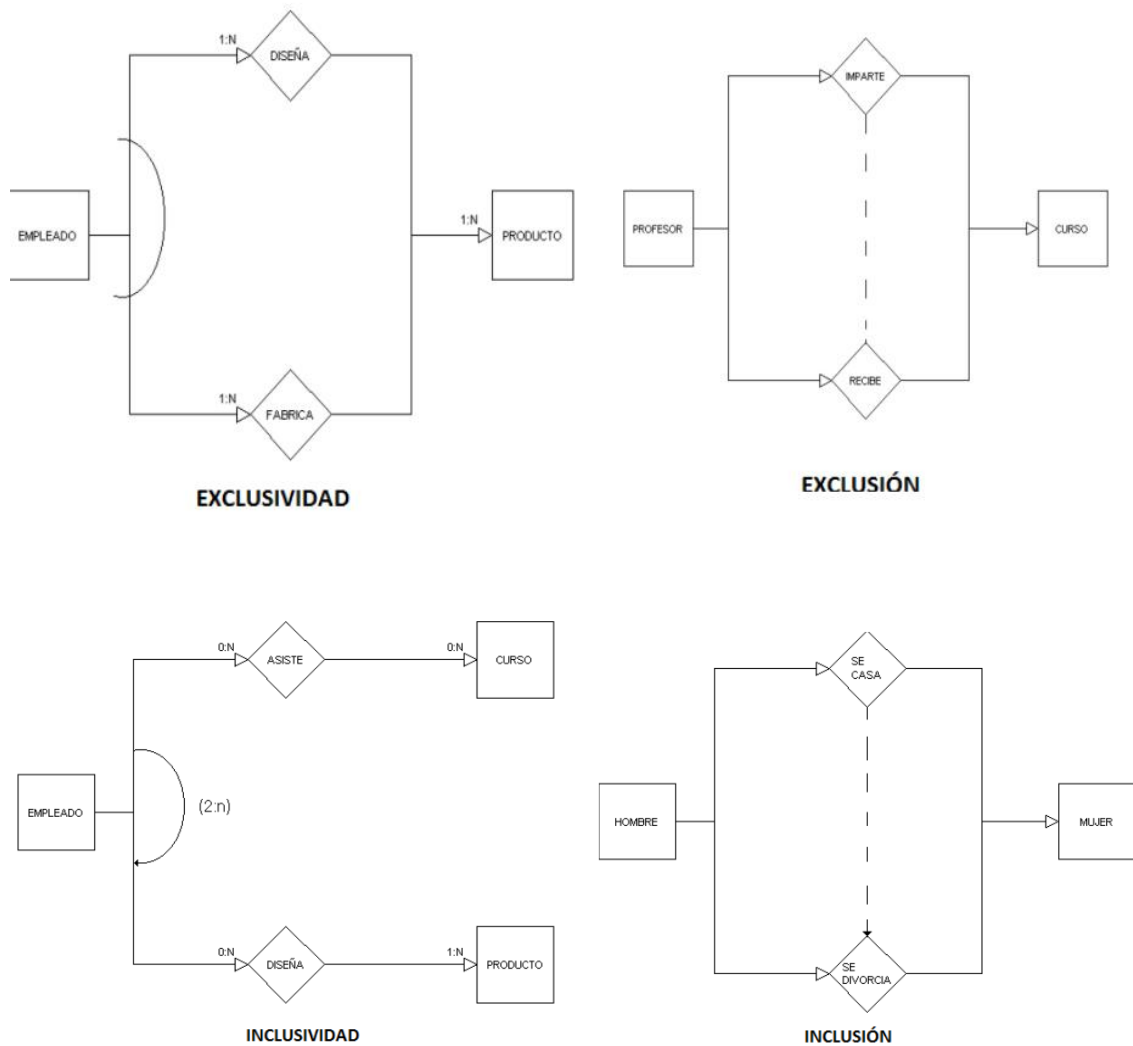 1:N
DISEÑA
EMPLEADO
1:N
PRODUCTO
1:N
FABRICA
EXCLUSIVIDAD
IMPARTE
PROFESOR
CURSO
RECIBE
EXCLUSIÓN
0:N
ASISTE
0:N
CURSO
EMPLEADO
(2:n)
0:N
DISEÑA
1:N
PRODUCTO
INCLUSIVIDAD
SE
CASA
HOMBRE
MUJER
SE
DIVORCIA
INCLUSIÓN